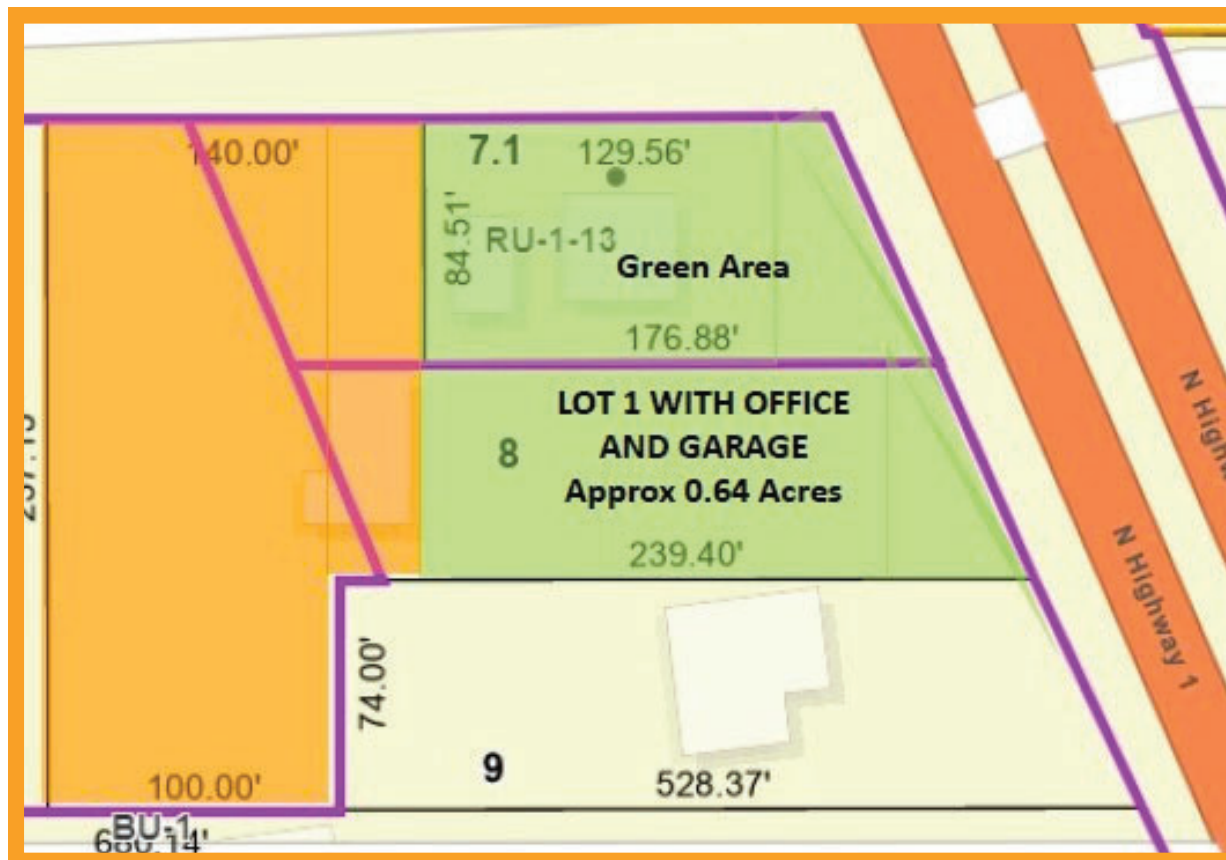 140.00'
7.1
129.56'
84.51'
RU-1-13
Green Area
176.88'
LOT 1 WITH OFFICE
AND GARAGE
Approx 0.64 Acres
8
239.40'
N Highway 1
74.00'
9
528.37'
100.00'
BU-1
680.14'